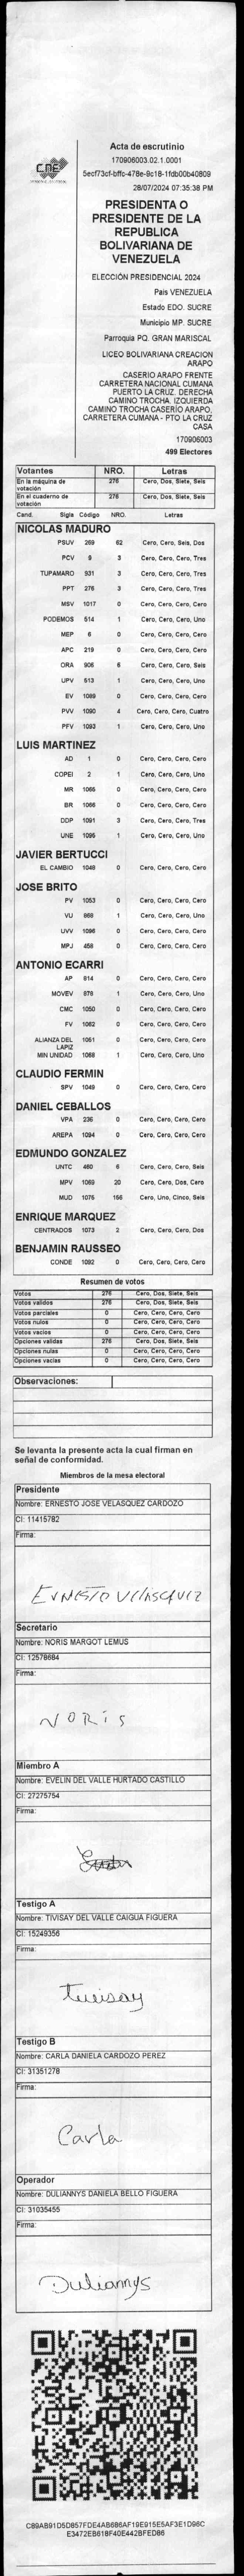 CNE
Acta de escrutinio
170906003.02.1.0001
5ecf73cf-bffc-478e-9c18-1fdb00b40809
28/07/2024 07:35:38 PM
PRESIDENTA O
PRESIDENTE DE LA
REPUBLICA
BOLIVARIANA DE
VENEZUELA
ELECCIÓN PRESIDENCIAL 2024
Pais VENEZUELA
Estado EDO. SUCRE
Municipio MP. SUCRE
Parroquia PQ. GRAN MARISCAL
LICEO BOLIVARIANA CREACION
ARAPO
CASERIO ARAPO FRENTE
CARRETERA NACIONAL CUMANA
PUERTO LA CRUZ. DERECHA
CAMINO TROCHA. IZQUIERDA
CAMINO TROCHA CASERÍO ARAPO.
CARRETERA CUMANA - PTO LA CRUZ
CASA
170906003
499 Electores
Votantes NRO. Letras
En la máquina de votación 276 Cero, Dos, Siete, Seis
En el cuaderno de votación 276 Cero, Dos, Siete, Seis
Cand. Sigla Código NRO. Letras
NICOLAS MADURO
PSUV 269 62 Cero, Cero, Seis, Dos
PCV 9 3 Cero, Cero, Cero, Tres
TUPAMARO 931 3 Cero, Cero, Cero, Tres
PPT 276 3 Cero, Cero, Cero, Tres
MSV 1017 0 Cero, Cero, Cero, Cero
PODEMOS 514 1 Cero, Cero, Cero, Uno
MEP 6 0 Cero, Cero, Cero, Cero
APC 219 0 Cero, Cero, Cero, Cero
ORA 906 6 Cero, Cero, Cero, Seis
UPV 513 1 Cero, Cero, Cero, Uno
EV 1089 0 Cero, Cero, Cero, Cero
PVV 1090 4 Cero, Cero, Cero, Cuatro
PFV 1093 1 Cero, Cero, Cero, Uno
LUIS MARTINEZ
AD 1 0 Cero, Cero, Cero, Cero
COPEI 2 1 Cero, Cero, Cero, Uno
MR 1065 0 Cero, Cero, Cero, Cero
BR 1066 0 Cero, Cero, Cero, Cero
DDP 1091 3 Cero, Cero, Cero, Tres
UNE 1095 1 Cero, Cero, Cero, Uno
JAVIER BERTUCCI
EL CAMBIO 1048 0 Cero, Cero, Cero, Cero
JOSE BRITO
PV 1053 0 Cero, Cero, Cero, Cero
VU 868 1 Cero, Cero, Cero, Uno
UVV 1096 0 Cero, Cero, Cero, Cero
MPJ 458 0 Cero, Cero, Cero, Cero
ANTONIO ECARRI
AP 814 0 Cero, Cero, Cero, Cero
MOVEV 979 1 Cero, Cero, Cero, Uno
CMC 1050 0 Cero, Cero, Cero, Cero
FV 1062 0 Cero, Cero, Cero, Cero
ALIANZA DEL LAPIZ 1061 0 Cero, Cero, Cero, Cero
MIN UNIDAD 1068 1 Cero, Cero, Cero, Uno
CLAUDIO FERMIN
SPV 1049 0 Cero, Cero, Cero, Cero
DANIEL CEBALLOS
VPA 236 0 Cero, Cero, Cero, Cero
AREPA 1094 0 Cero, Cero, Cero, Cero
EDMUNDO GONZALEZ
UNTC 460 6 Cero, Cero, Cero, Seis
MPV 1069 20 Cero, Cero, Dos, Cero
MUD 1075 156 Cero, Uno, Cinco, Seis
ENRIQUE MARQUEZ
CENTRADOS 1073 2 Cero, Cero, Cero, Dos
BENJAMIN RAUSSEO
CONDE 1092 0 Cero, Cero, Cero, Cero
Resumen de votos
Votos 276 Cero, Dos, Siete, Seis
Votos validos 276 Cero, Dos, Siete, Seis
Votos parciales 0 Cero, Cero, Cero, Cero
Votos nulos 0 Cero, Cero, Cero, Cero
Votos vacios 0 Cero, Cero, Cero, Cero
Opciones validas 276 Cero, Dos, Siete, Seis
Opciones nulas 0 Cero, Cero, Cero, Cero
Opciones vacias 0 Cero, Cero, Cero, Cero
Observaciones:
Se levanta la presente acta la cual firman en
señal de conformidad.
Miembros de la mesa electoral
Presidente
Nombre: ERNESTO JOSE VELASQUEZ CARDOZO
CI: 11415782
Firma:
ErNESTO VElASQUEZ
Secretario
Nombre: NORIS MARGOT LEMUS
CI: 12578684
Firma:
NORIS
Miembro A
Nombre: EVELIN DEL VALLE HURTADO CASTILLO
CI: 27275754
Firma:
Testigo A
Nombre: TIVISAY DEL VALLE CAIGUA FIGUERA
CI: 15249356
Firma:
Tivisay
Testigo B
Nombre: CARLA DANIELA CARDOZO PEREZ
CI: 31351278
Firma:
Carla
Operador
Nombre: DULIANNYS DANIELA BELLO FIGUERA
CI: 31035455
Firma:
Duliannys
C89AB91D5D857FDE4AB686AF19E915E5AF3E1D96C
E3472EB618F40E442BFED86